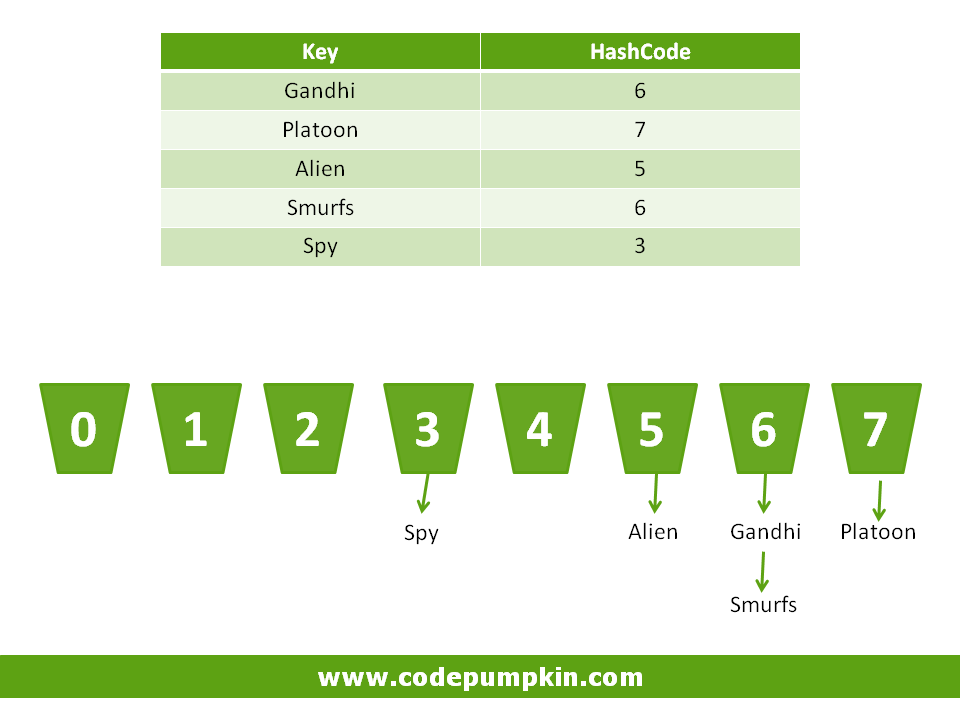 Key HashCode
Gandhi 6
Platoon 7
Alien 5
Smurfs 6
Spy 3
0 1 2 3 4 5 6 7
Spy Alien Gandhi Platoon
Smurfs
www.codepumpkin.com